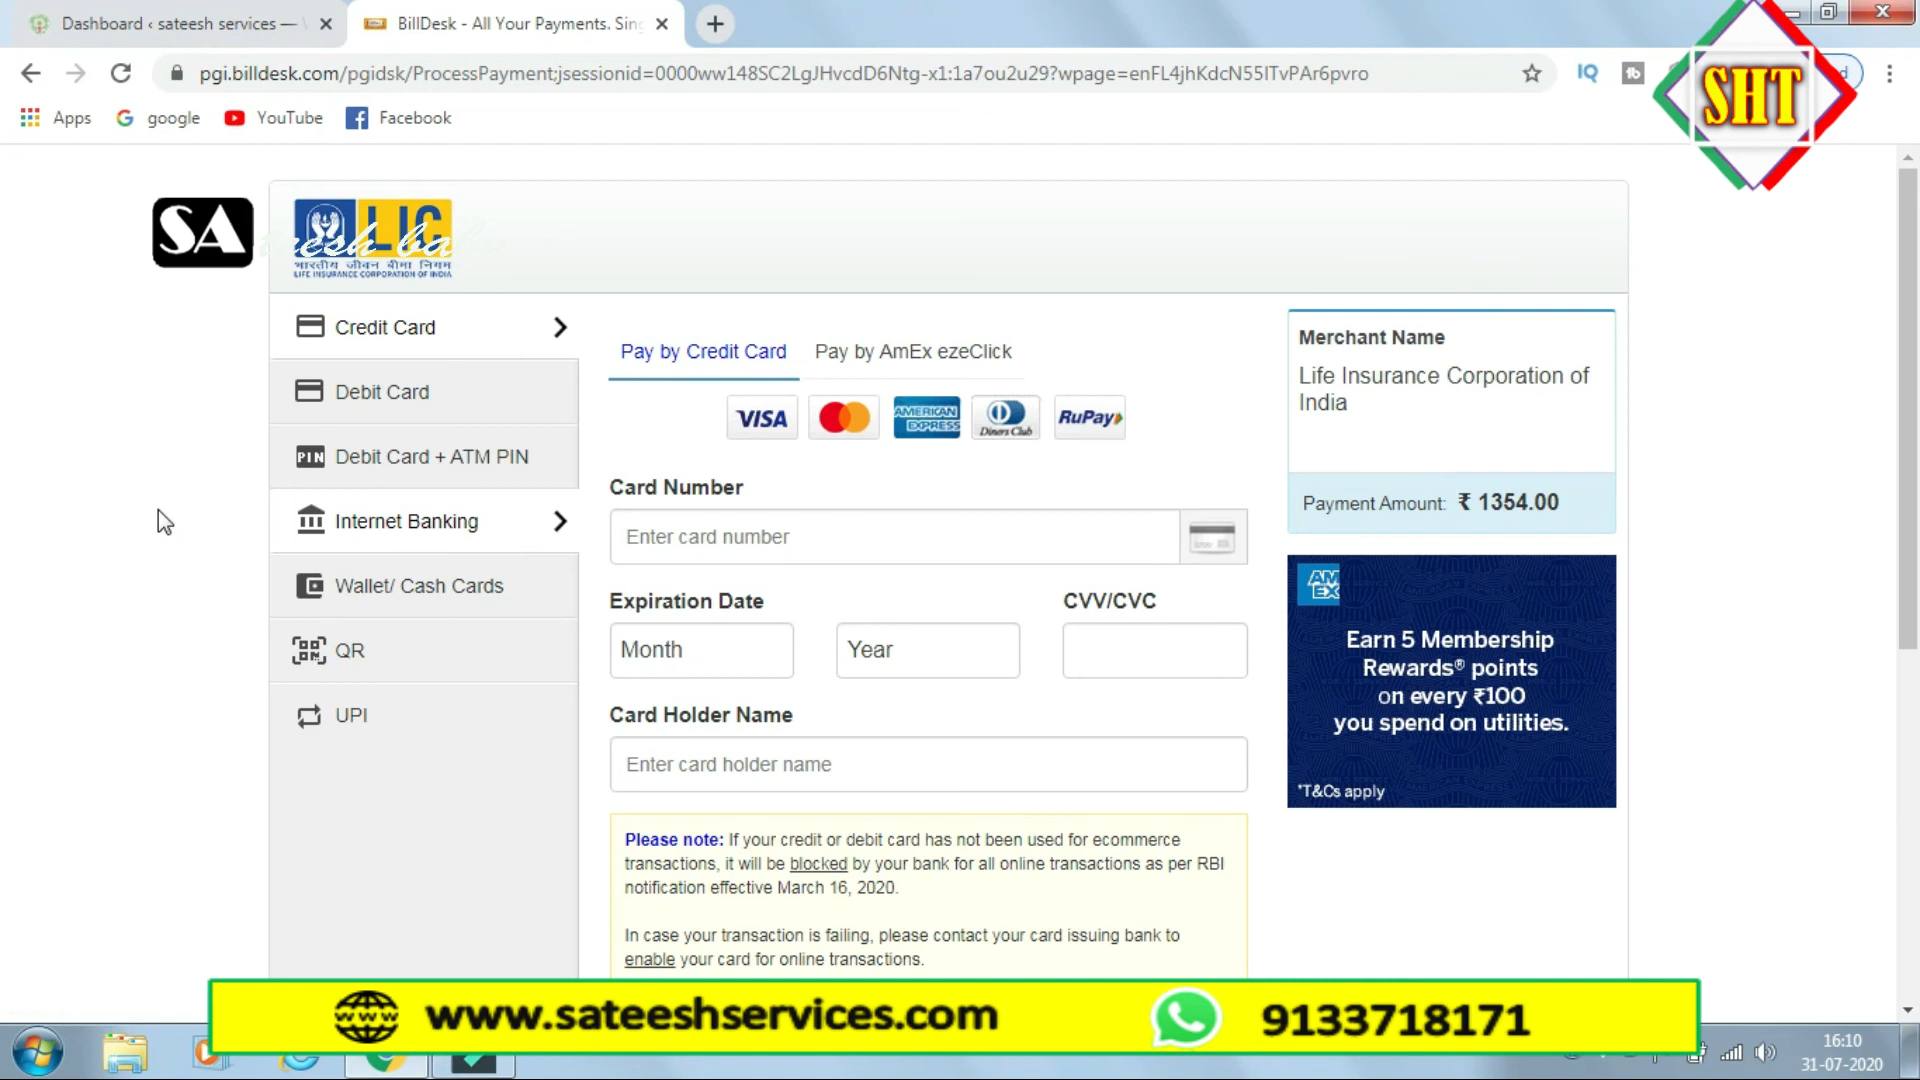 Dashboard ‹ sateesh services —
BillDesk - All Your Payments. Sin
pgi.billdesk.com/pgidsk/ProcessPayment;jsessionid=0000ww148SC2LgJHvcdD6Ntg-x1:1a7ou2u29?wpage=enFL4jhKdcN55ITvPAr6pvro
IQ
Apps
google
YouTube
Facebook
SHT
SA
LIC
भारतीय जीवन बीमा निगम
LIFE INSURANCE CORPORATION OF INDIA
Credit Card
Debit Card
PIN
Debit Card + ATM PIN
Internet Banking
Wallet/ Cash Cards
QR
UPI
Pay by Credit Card
Pay by AmEx ezeClick
VISA
AMERICAN EXPRESS
Diners Club
RuPay
Card Number
Enter card number
Expiration Date
CVV/CVC
Month
Year
Card Holder Name
Enter card holder name
Please note: If your credit or debit card has not been used for ecommerce
transactions, it will be blocked by your bank for all online transactions as per RBI
notification effective March 16, 2020.
In case your transaction is failing, please contact your card issuing bank to
enable your card for online transactions.
Merchant Name
Life Insurance Corporation of
India
Payment Amount: ₹ 1354.00
AM
EX
Earn 5 Membership
Rewards® points
on every ₹100
you spend on utilities.
*T&Cs apply
www.sateeshservices.com
9133718171
16:10
31-07-2020